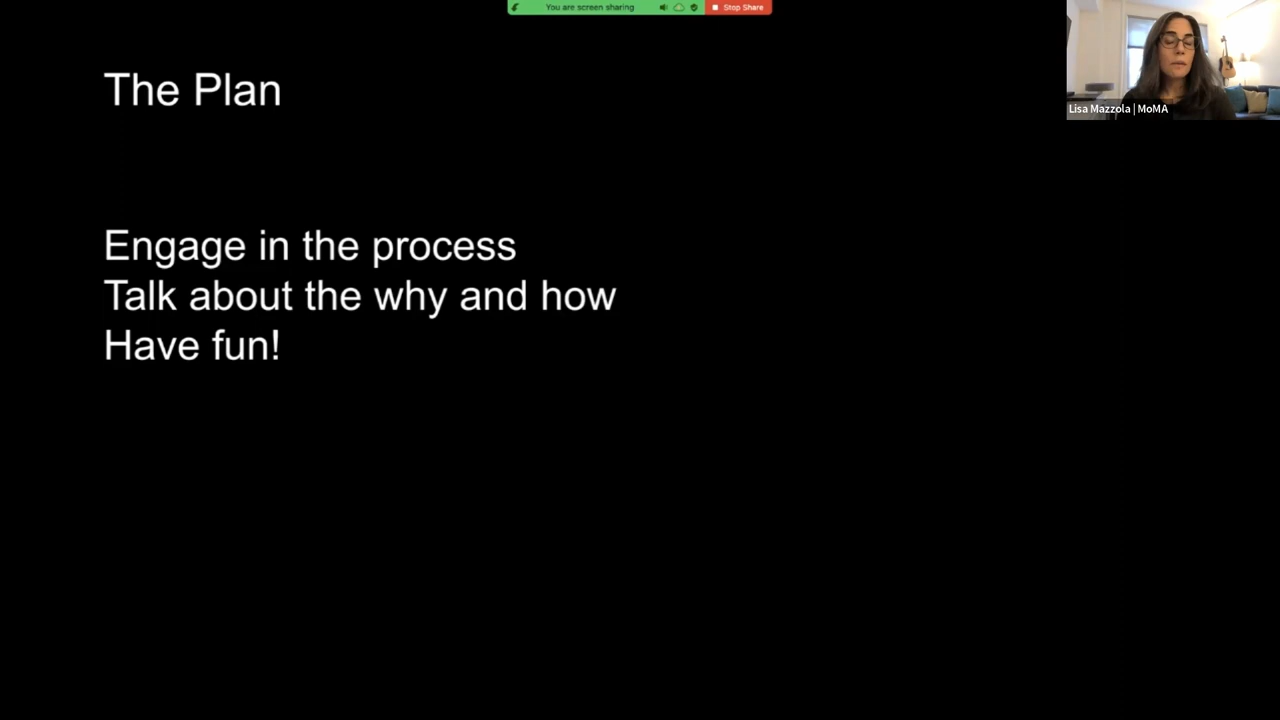 You are screen sharing
Stop Share
The Plan
Lisa Mazzola | MoMA
Engage in the process
Talk about the why and how
Have fun!